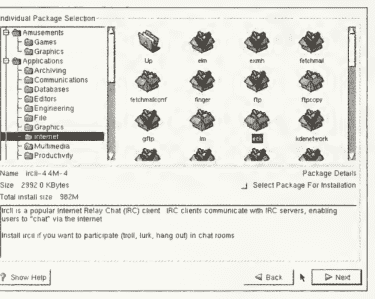 Individual Package Selection
Amusements
Games
Graphics
Applications
Archiving
Communications
Databases
Editors
Engineering
File
Graphics
Internet
Multimedia
Productivity
Up
elm
exmh
fetchmail
fetchmailconf
finger
ftp
ftpcopy
gftp
im
kdenetwork
Name ircii-4 4M-4
Size 2992.0 KBytes
Total install size 982M
Package Details
Select Package For Installation
IrcII is a popular Internet Relay Chat (IRC) client IRC clients communicate with IRC servers, enabling
users to "chat" via the Internet
Install ircii if you want to participate (troll, lurk, hang out) in chat rooms
? Show Help
Back
Next